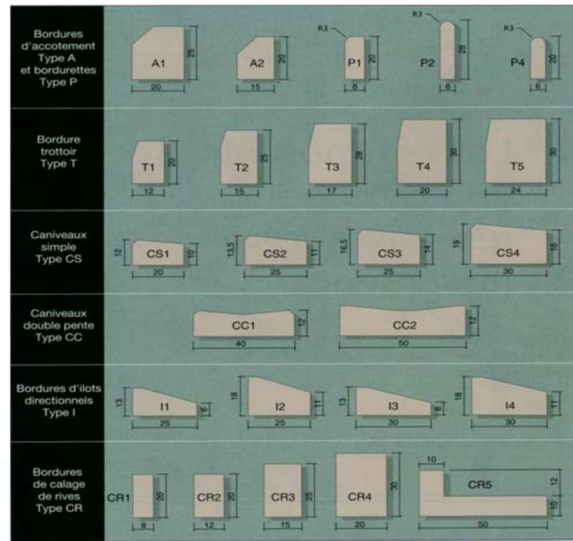 Bordures
d'accotement
Type A
et bordurettes
Type P
A1
25
20
A2
20
15
R3
P1
20
8
R3
P2
28
6
R3
P4
20
6
Bordure
trottoir
Type T
T1
20
12
T2
25
15
T3
28
17
T4
30
20
T5
30
24
Caniveaux
simple
Type CS
12
CS1
10
20
13,5
CS2
11
25
16,5
CS3
14
25
19
CS4
16
30
Caniveaux
double pente
Type CC
CC1
12
40
CC2
12
50
Bordures d'ilots
directionnels
Type I
13
I1
6
25
18
I2
11
25
13
I3
6
30
18
I4
11
30
Bordures
de calage
de rives
Type CR
CR1
20
8
CR2
20
12
CR3
25
15
CR4
30
20
10
CR5
12
10
50